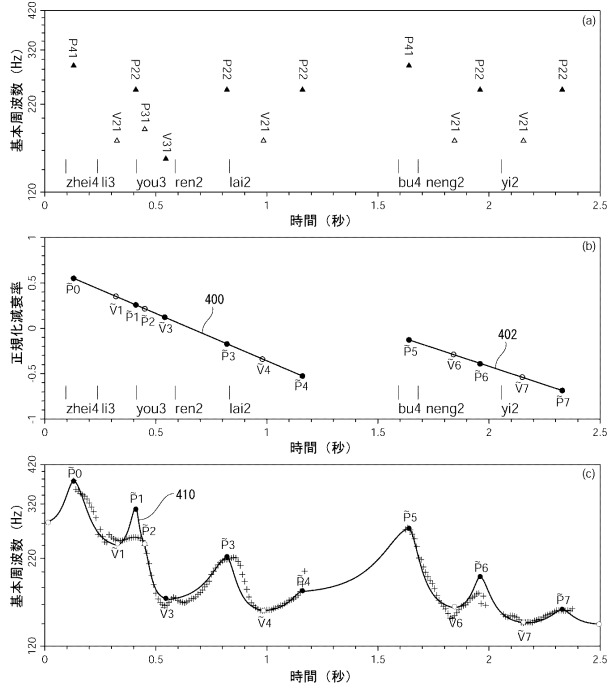 420
320
220
120
基本周波数 (Hz)
(a)
P41
P22
P22
P22
P41
P22
P22
V21
P31
V31
V21
V21
V21
zhei4
li3
you3
ren2
lai2
bu4
neng2
yi2
0
0.5
1
1.5
2
2.5
時間 (秒)
1
0.5
0
-0.5
-1
正規化減衰率
(b)
400
402
P̃0
Ṽ1
P̃1
P̃2
Ṽ3
P̃3
Ṽ4
P̃4
P̃5
Ṽ6
P̃6
Ṽ7
P̃7
zhei4
li3
you3
ren2
lai2
bu4
neng2
yi2
0
0.5
1
1.5
2
2.5
時間 (秒)
420
320
220
120
基本周波数 (Hz)
(c)
P̃0
P̃1
410
P̃2
Ṽ1
Ṽ3
P̃3
Ṽ4
P̃4
P̃5
Ṽ6
P̃6
Ṽ7
P̃7
0
0.5
1
1.5
2
2.5
時間 (秒)